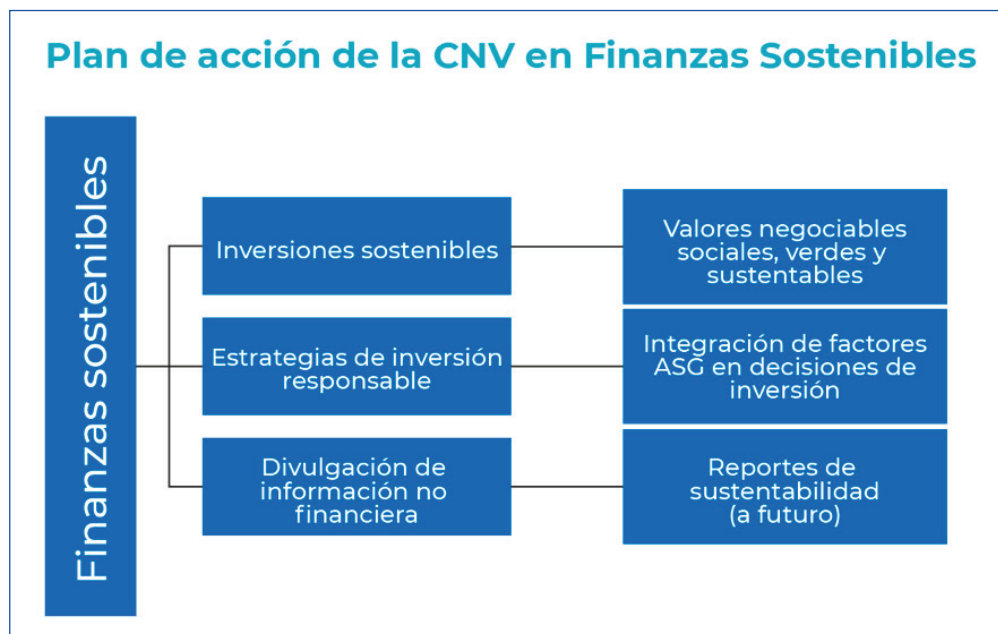 Plan de acción de la CNV en Finanzas Sostenibles
Finanzas sostenibles
Inversiones sostenibles
Valores negociables
sociales, verdes y
sustentables
Estrategias de inversión
responsable
Integración de factores
ASG en decisiones de
inversión
Divulgación de
información no
financiera
Reportes de
sustentabilidad
(a futuro)